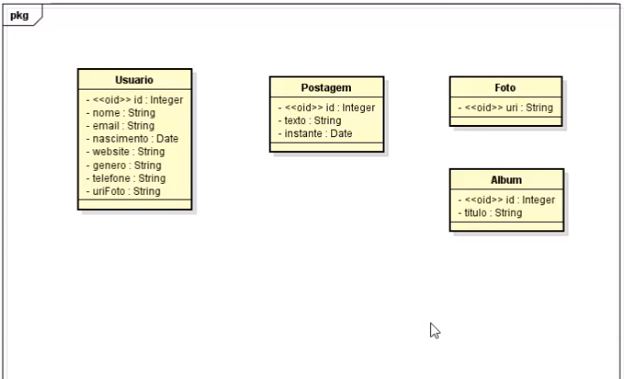 pkg
Usuario
- <<oid>> id : Integer
- nome : String
- email : String
- nascimento : Date
- website : String
- genero : String
- telefone : String
- uriFoto : String
Postagem
- <<oid>> id : Integer
- texto : String
- instante : Date
Foto
- <<oid>> uri : String
Album
- <<oid>> id : Integer
- titulo : String